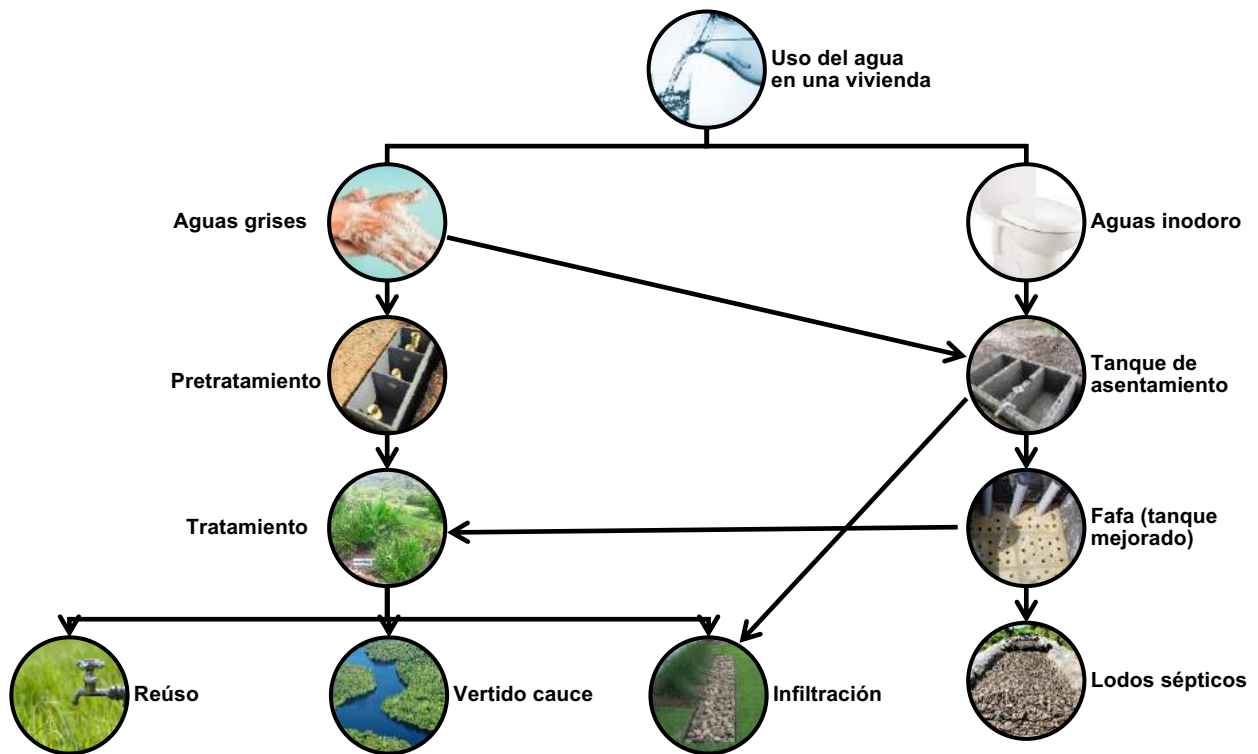 Uso del agua
en una vivienda
Aguas grises
Aguas inodoro
Pretratamiento
Tanque de
asentamiento
Tratamiento
Fafa (tanque
mejorado)
Reúso
Vertido cauce
Infiltración
Lodos sépticos